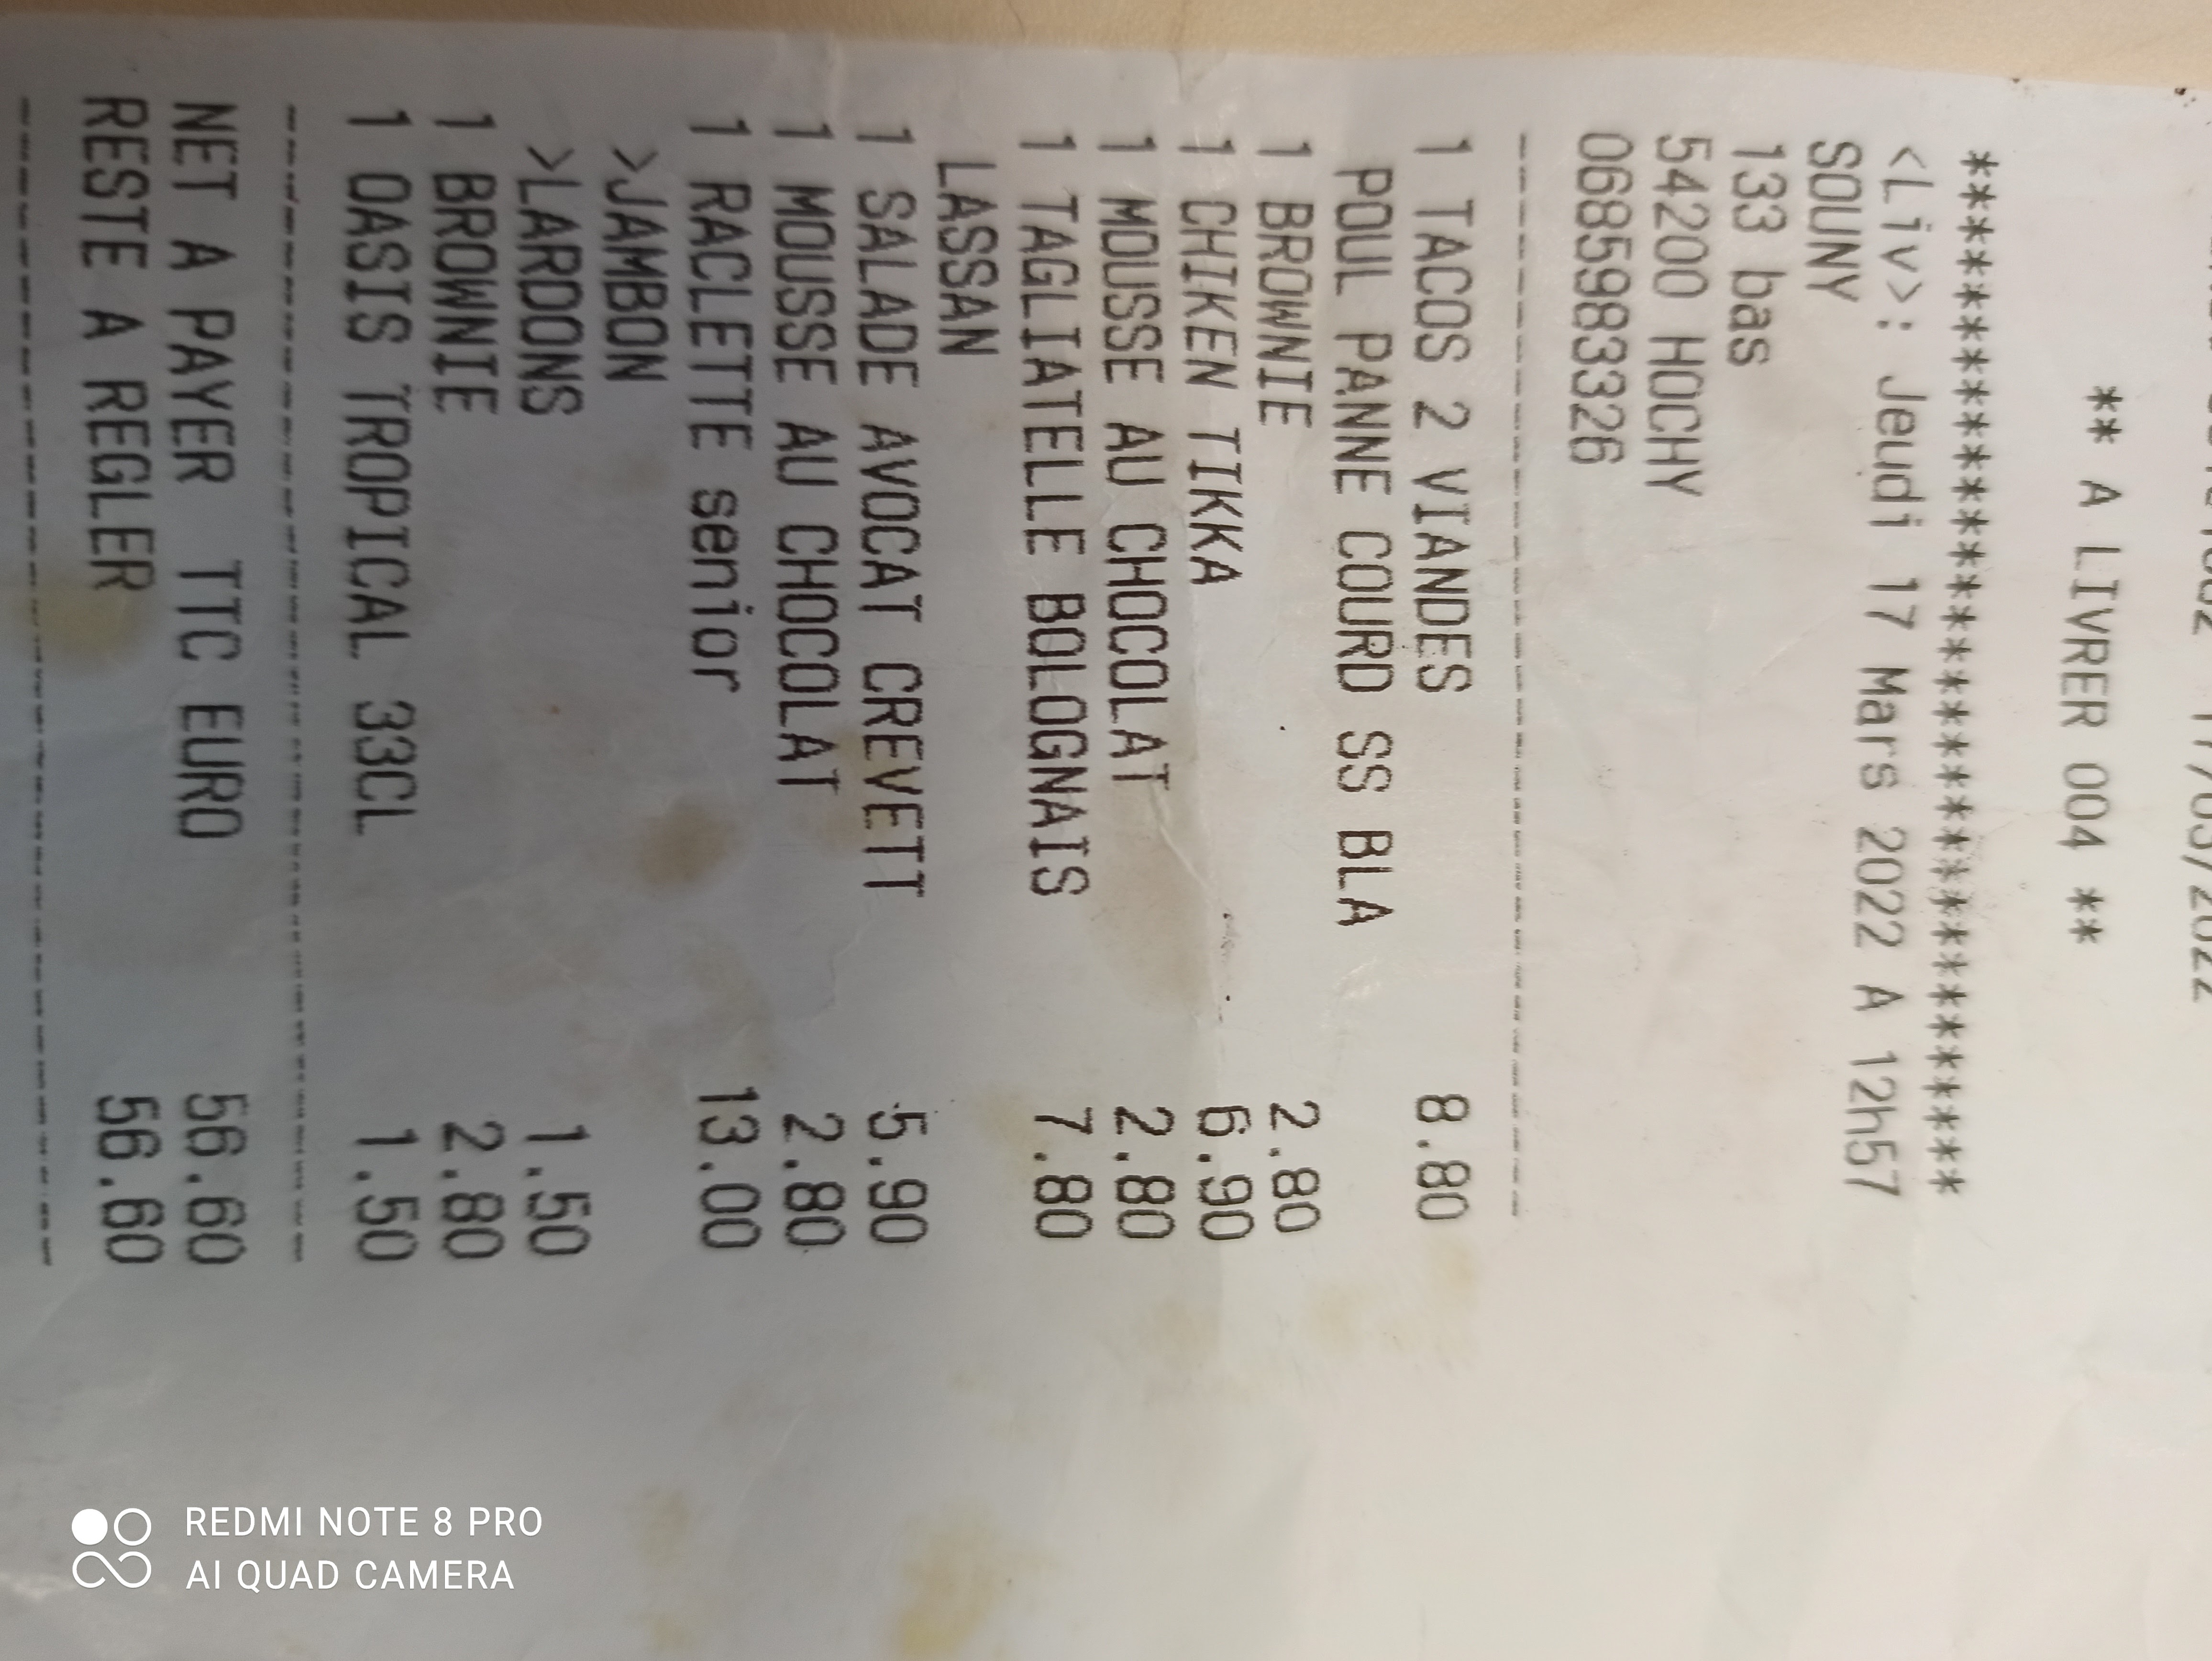 ** A LIVRER 004 **
******************************
<Liv>: Jeudi 17 Mars 2022 A 12h57
SOUNY
133 bas
54200 HOCHY
0685983326
1 TACOS 2 VIANDES 8.80
POUL PANNE COURD SS BLA
1 BROWNIE 2.80
1 CHIKEN TIKKA 6.90
1 MOUSSE AU CHOCOLAT 2.80
1 TAGLIATELLE BOLOGNAIS 7.80
LASSAN
1 SALADE AVOCAT CREVETT 5.90
1 MOUSSE AU CHOCOLAT 2.80
1 RACLETTE senior 13.00
>JAMBON
>LARDONS 1.50
1 BROWNIE 2.80
1 OASIS TROPICAL 33CL 1.50
NET A PAYER TTC EURO 56.60
RESTE A REGLER 56.60
REDMI NOTE 8 PRO
AI QUAD CAMERA